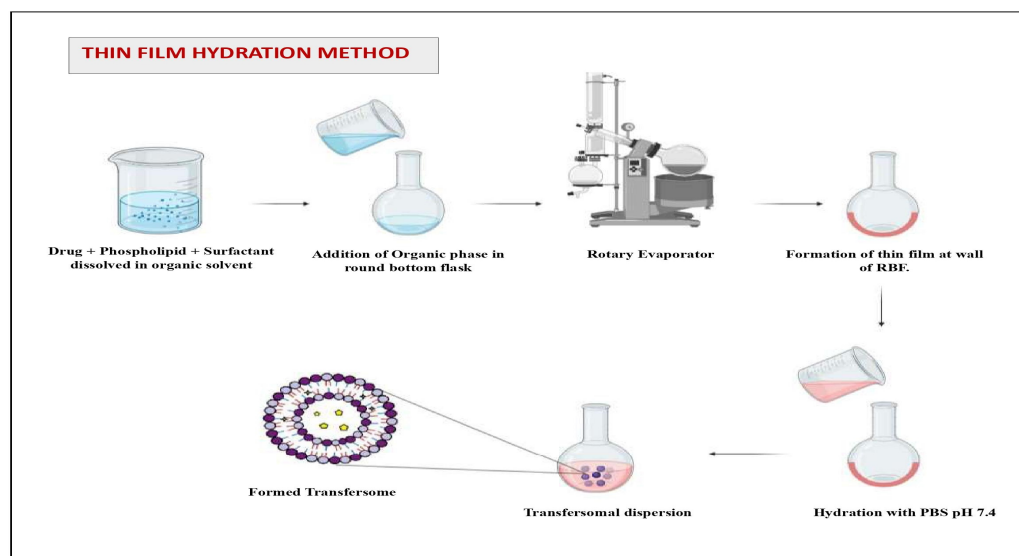 THIN FILM HYDRATION METHOD
Drug + Phospholipid + Surfactant
dissolved in organic solvent
Addition of Organic phase in
round bottom flask
Rotary Evaporator
Formation of thin film at wall
of RBF.
Formed Transfersome
Transfersomal dispersion
Hydration with PBS pH 7.4